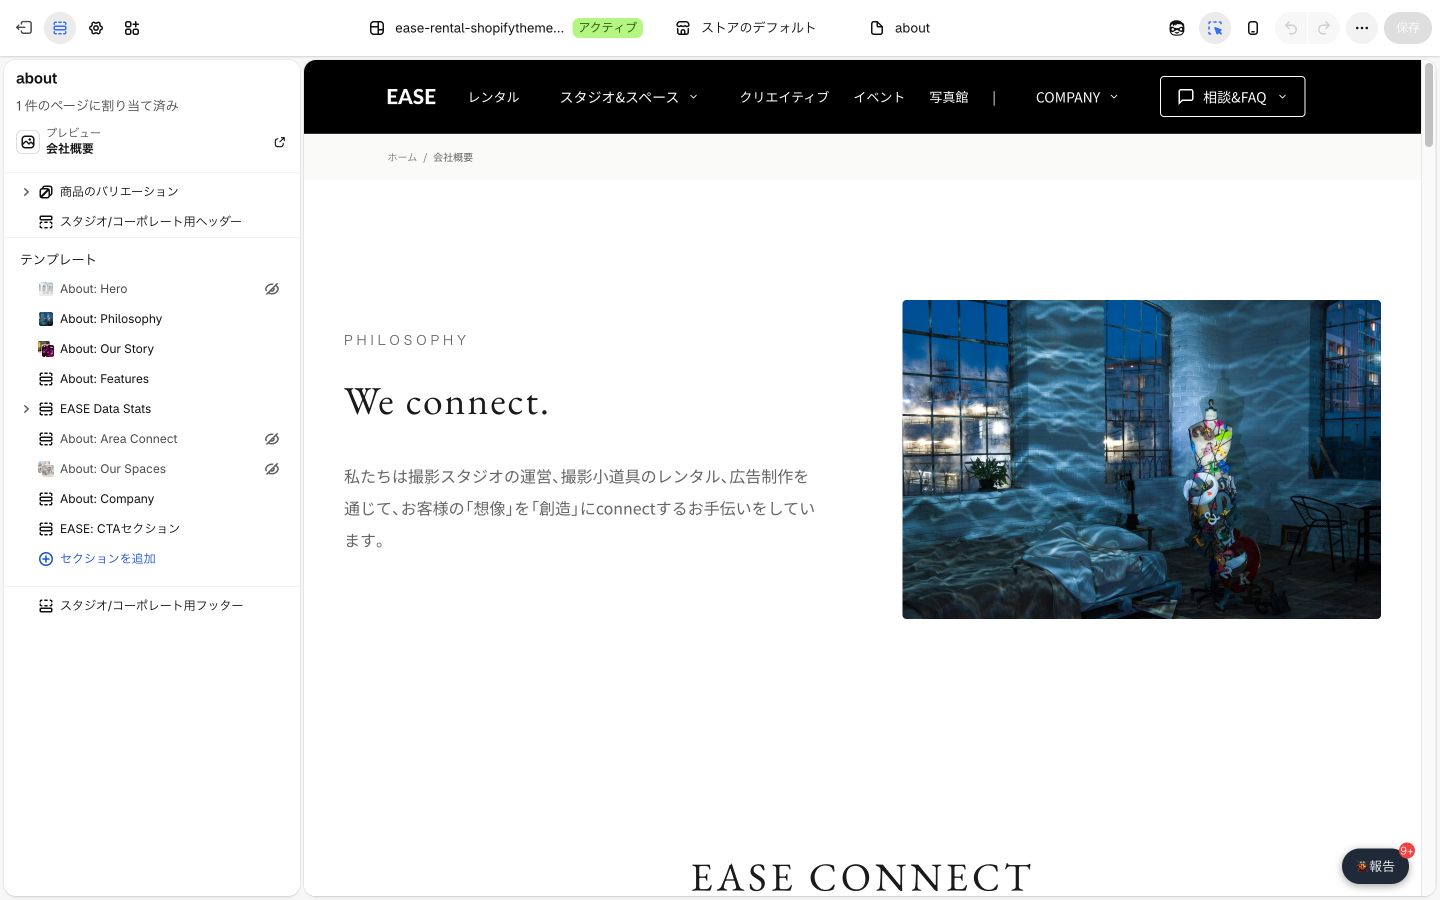 ease-rental-shopifytheme... アクティブ ストアのデフォルト about 保存
about
1 件のページに割り当て済み
プレビュー
会社概要
商品のバリエーション
スタジオ/コーポレート用ヘッダー
テンプレート
About: Hero
About: Philosophy
About: Our Story
About: Features
EASE Data Stats
About: Area Connect
About: Our Spaces
About: Company
EASE: CTAセクション
セクションを追加
スタジオ/コーポレート用フッター
EASE レンタル スタジオ&スペース クリエイティブ イベント 写真館 | COMPANY 相談&FAQ
ホーム / 会社概要
PHILOSOPHY
We connect.
私たちは撮影スタジオの運営、撮影小道具のレンタル、広告制作を
通じて、お客様の「想像」を「創造」にconnectするお手伝いをしてい
ます。
EASE CONNECT
9+
報告